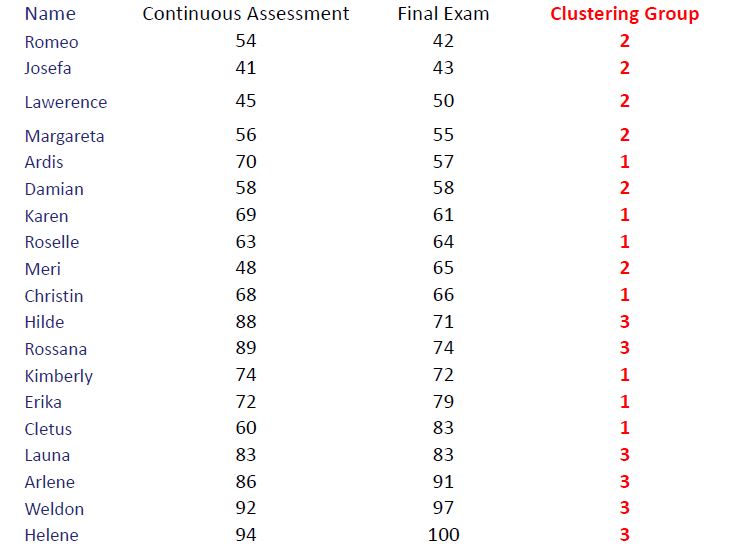 Name Continuous Assessment Final Exam Clustering Group
Romeo 54 42 2
Josefa 41 43 2
Lawerence 45 50 2
Margareta 56 55 2
Ardis 70 57 1
Damian 58 58 2
Karen 69 61 1
Roselle 63 64 1
Meri 48 65 2
Christin 68 66 1
Hilde 88 71 3
Rossana 89 74 3
Kimberly 74 72 1
Erika 72 79 1
Cletus 60 83 1
Launa 83 83 3
Arlene 86 91 3
Weldon 92 97 3
Helene 94 100 3